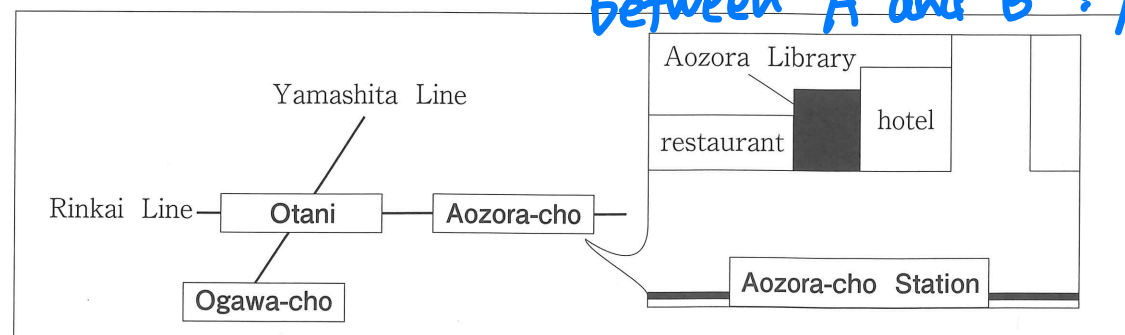 between A and B ?
Aozora Library
Yamashita Line
restaurant
hotel
Rinkai Line
Otani
Aozora-cho
Ogawa-cho
Aozora-cho Station